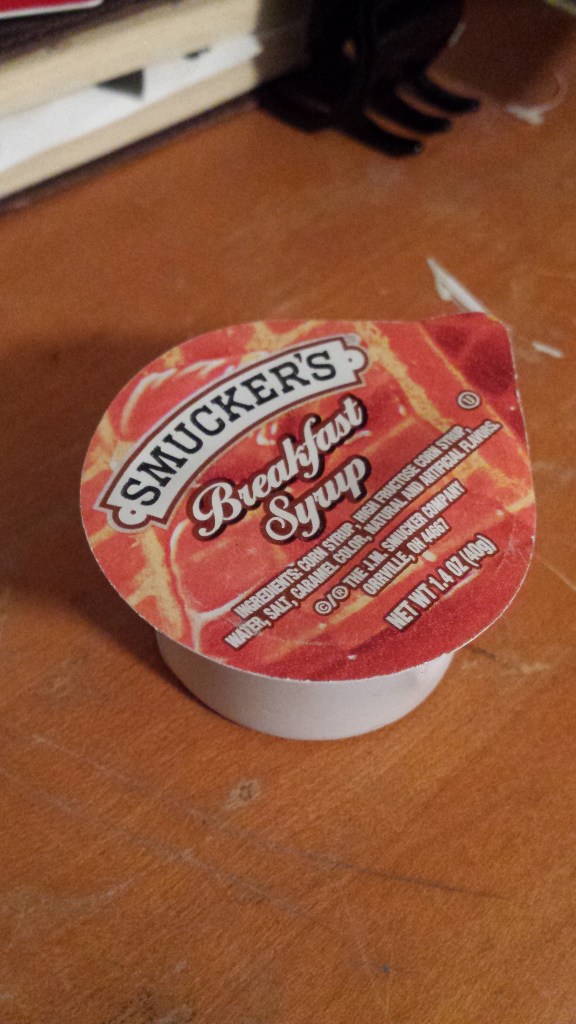 SMUCKER'S
Breakfast
Syrup
INGREDIENTS: CORN SYRUP, HIGH FRUCTOSE CORN SYRUP,
WATER, SALT, CARAMEL COLOR, NATURAL AND ARTIFICIAL FLAVORS.
©/® THE J.M. SMUCKER COMPANY
ORRVILLE, OH 44667
NET WT 1.4 OZ (40g)
U